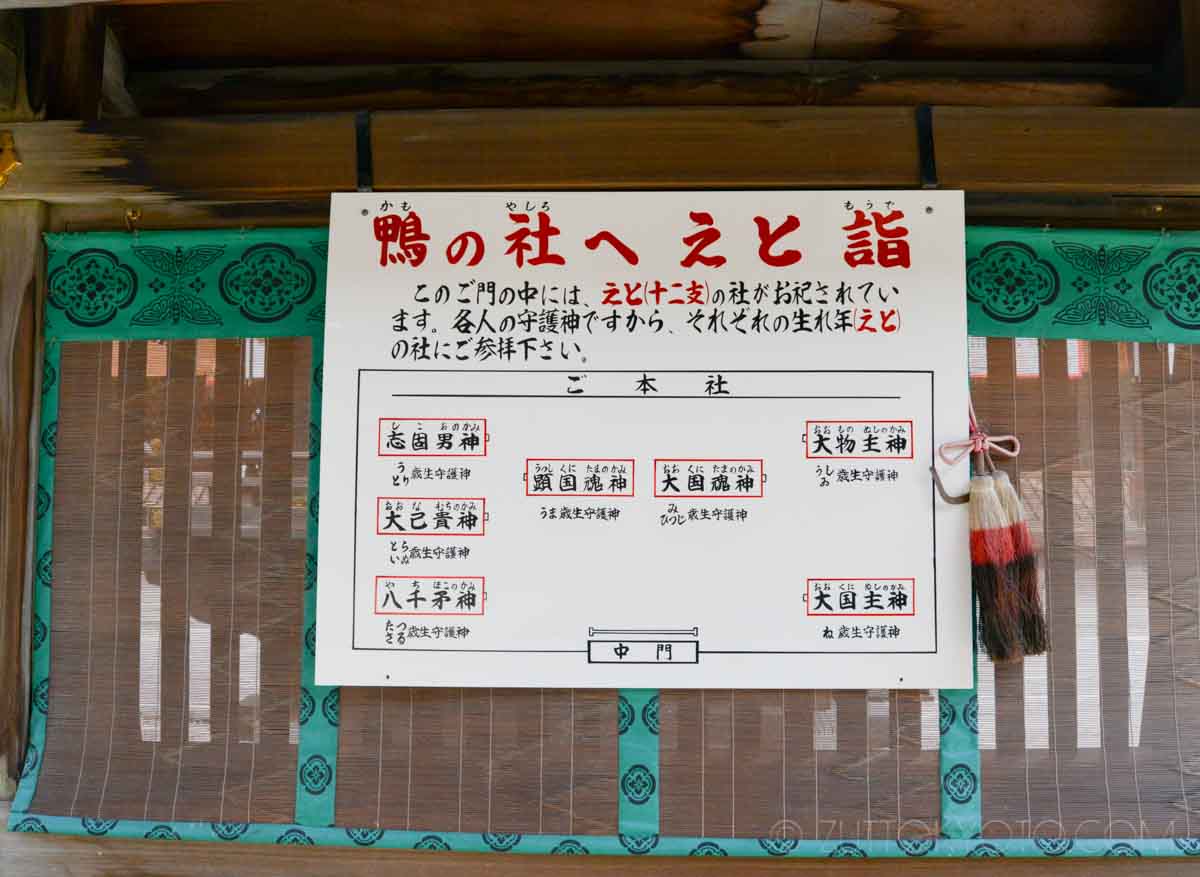 鴨の社へえと詣
かも やしろ もうで
このご門の中には、えと(十二支)の社がお祀されてい
ます。各人の守護神ですから、それぞれの生れ年(えと)
の社にご参拝下さい。
ご本社
しこおのかみ
志固男神
う とり 歳生守護神
おおなむちのかみ
大己貴神
とら いぬ 歳生守護神
やちほこのかみ
八千矛神
たつ さる 歳生守護神
うつしくにたまのかみ
顕国魂神
うま歳生守護神
おおくにたまのかみ
大国魂神
み ひつじ 歳生守護神
おおものぬしのかみ
大物主神
うし ゐ 歳生守護神
おおくにぬしのかみ
大国主神
ね歳生守護神
中門
© ZUTTOKYOTO.COM